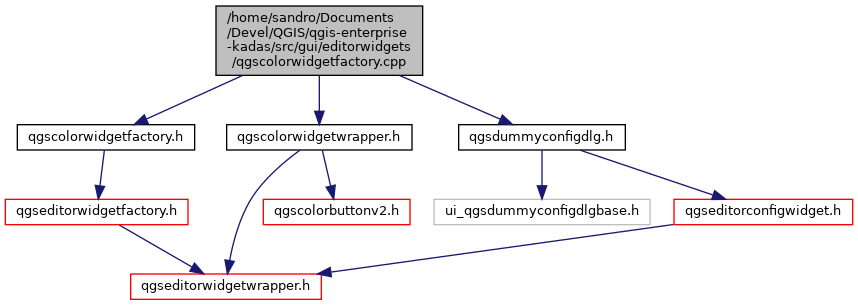 /home/sandro/Documents
/Devel/QGIS/qgis-enterprise
-kadas/src/gui/editorwidgets
/qgscolorwidgetfactory.cpp
qgscolorwidgetfactory.h
qgscolorwidgetwrapper.h
qgsdummyconfigdlg.h
qgseditorwidgetfactory.h
qgscolorbuttonv2.h
ui_qgsdummyconfigdlgbase.h
qgseditorconfigwidget.h
qgseditorwidgetwrapper.h